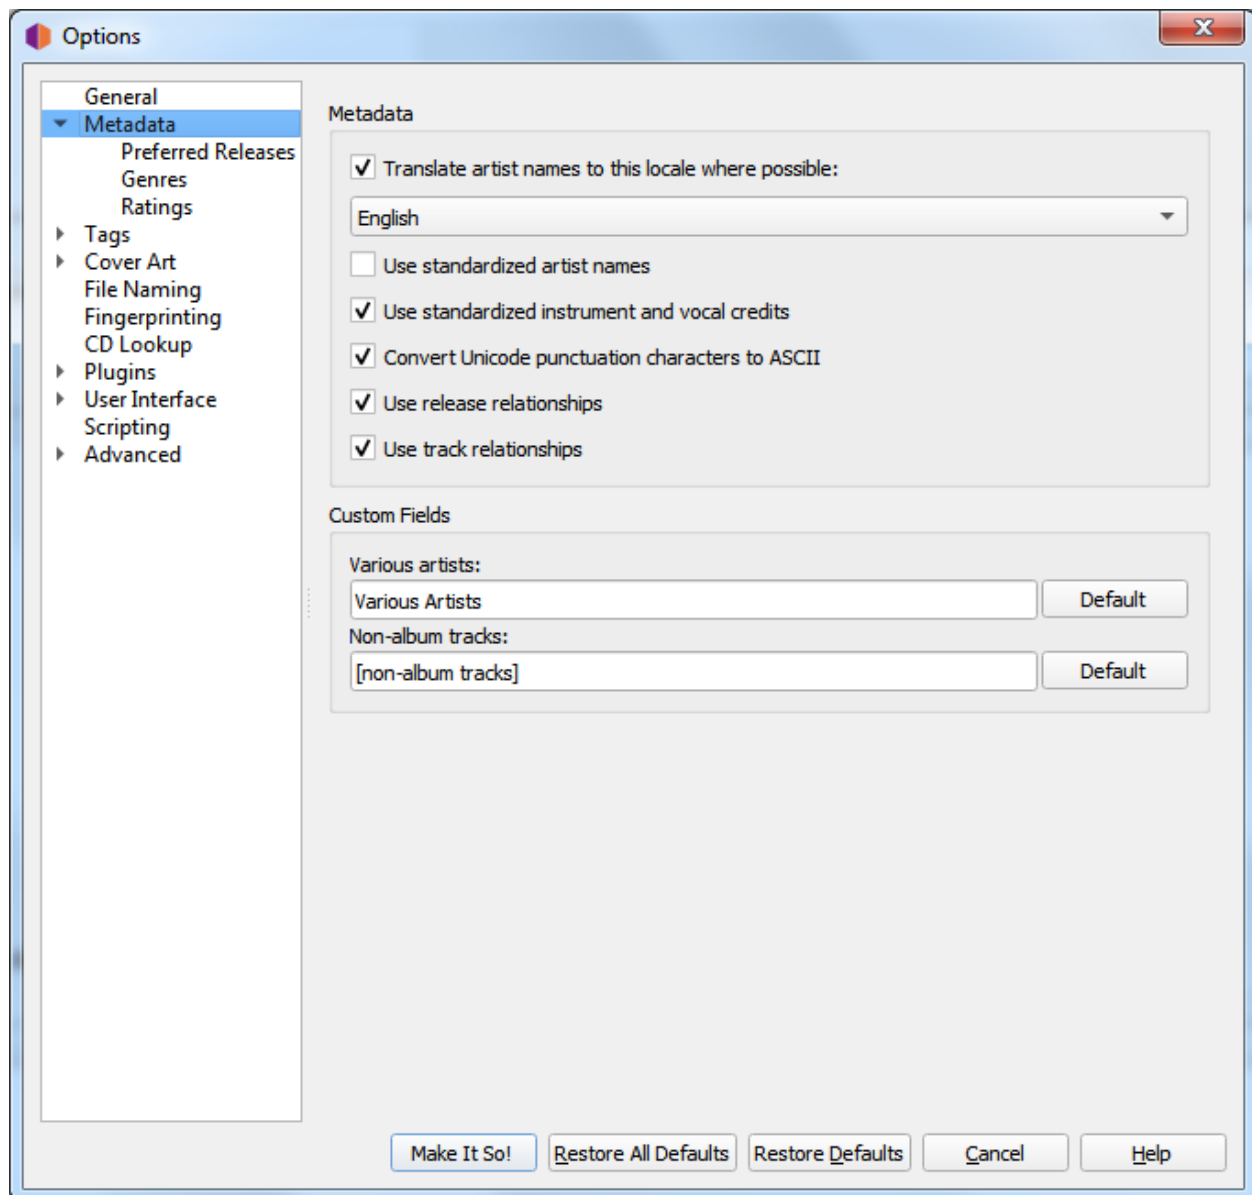 Options
General
Metadata
Preferred Releases
Genres
Ratings
Tags
Cover Art
File Naming
Fingerprinting
CD Lookup
Plugins
User Interface
Scripting
Advanced
Metadata
Translate artist names to this locale where possible:
English
Use standardized artist names
Use standardized instrument and vocal credits
Convert Unicode punctuation characters to ASCII
Use release relationships
Use track relationships
Custom Fields
Various artists:
Various Artists Default
Non-album tracks:
[non-album tracks] Default
Make It So! Restore All Defaults Restore Defaults Cancel Help